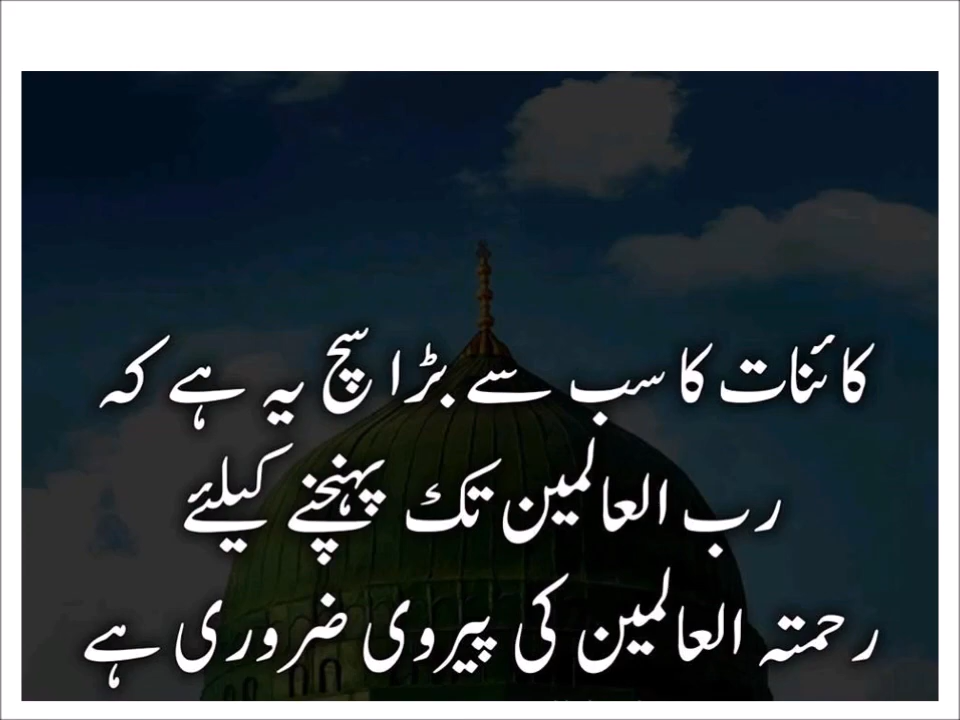 کائنات کا سب سے بڑا سچ یہ ہے کہ
رب العالمین تک پہنچنے کیلئے
رحمتہ العالمین کی پیروی ضروری ہے